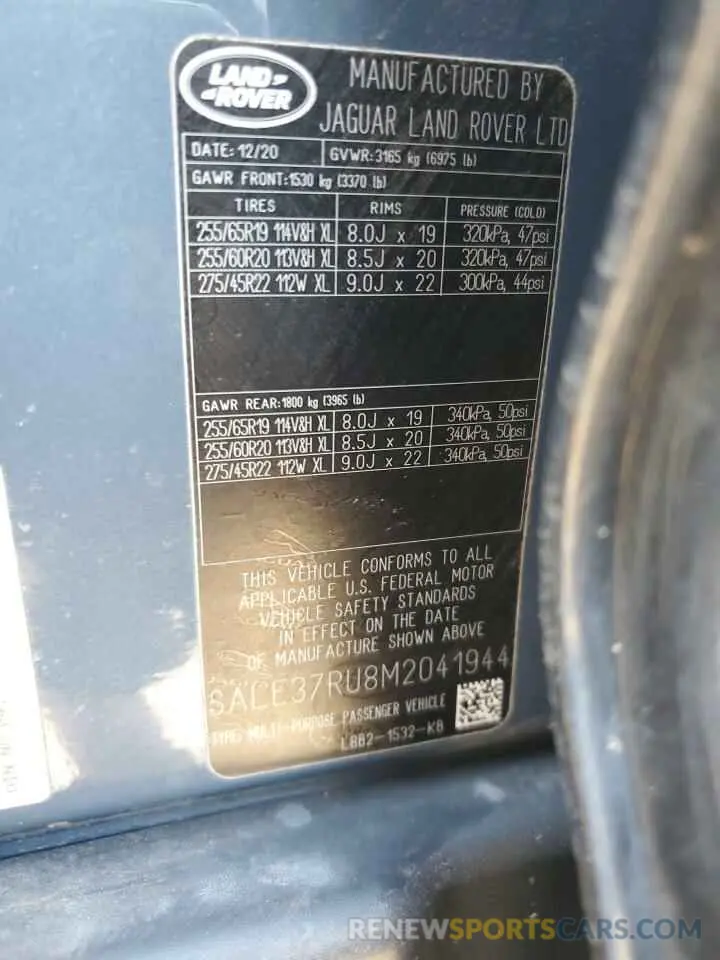 LAND ROVER
MANUFACTURED BY
JAGUAR LAND ROVER LTD
DATE: 12/20 GVWR: 3165 kg (6975 lb)
GAWR FRONT: 1530 kg (3370 lb)
TIRES RIMS PRESSURE (COLD)
255/65R19 114V&H XL 8.0J x 19 320kPa, 47psi
255/60R20 113V&H XL 8.5J x 20 320kPa, 47psi
275/45R22 112W XL 9.0J x 22 300kPa, 44psi
GAWR REAR: 1800 kg (3965 lb)
255/65R19 114V&H XL 8.0J x 19 340kPa, 50psi
255/60R20 113V&H XL 8.5J x 20 340kPa, 50psi
275/45R22 112W XL 9.0J x 22 340kPa, 50psi
THIS VEHICLE CONFORMS TO ALL
APPLICABLE U.S. FEDERAL MOTOR
VEHICLE SAFETY STANDARDS
IN EFFECT ON THE DATE
OF MANUFACTURE SHOWN ABOVE
SALE37RU8M2041944
TYPE: MULTI-PURPOSE PASSENGER VEHICLE
L8B2-1532-KB
RENEWSPORTSCARS.COM